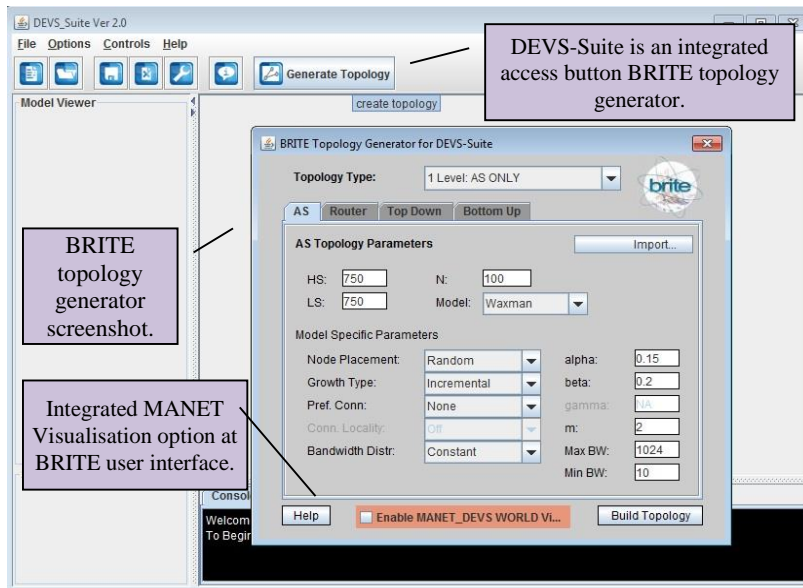 DEVS_Suite Ver 2.0
File Options Controls Help
Generate Topology
DEVS-Suite is an integrated
access button BRITE topology
generator.
Model Viewer
create topology
BRITE Topology Generator for DEVS-Suite
Topology Type:
1 Level: AS ONLY
brite
AS Router Top Down Bottom Up
AS Topology Parameters
Import...
HS: 750 N: 100
LS: 750 Model: Waxman
Model Specific Parameters
Node Placement: Random alpha: 0.15
Growth Type: Incremental beta: 0.2
Pref. Conn: None gamma: NA
Conn. Locality: Off m: 2
Bandwidth Distr: Constant Max BW: 1024
Min BW: 10
Help
Enable MANET_DEVS WORLD Vi...
Build Topology
BRITE
topology
generator
screenshot.
Integrated MANET
Visualisation option at
BRITE user interface.
Consol
Welcom
To Begin